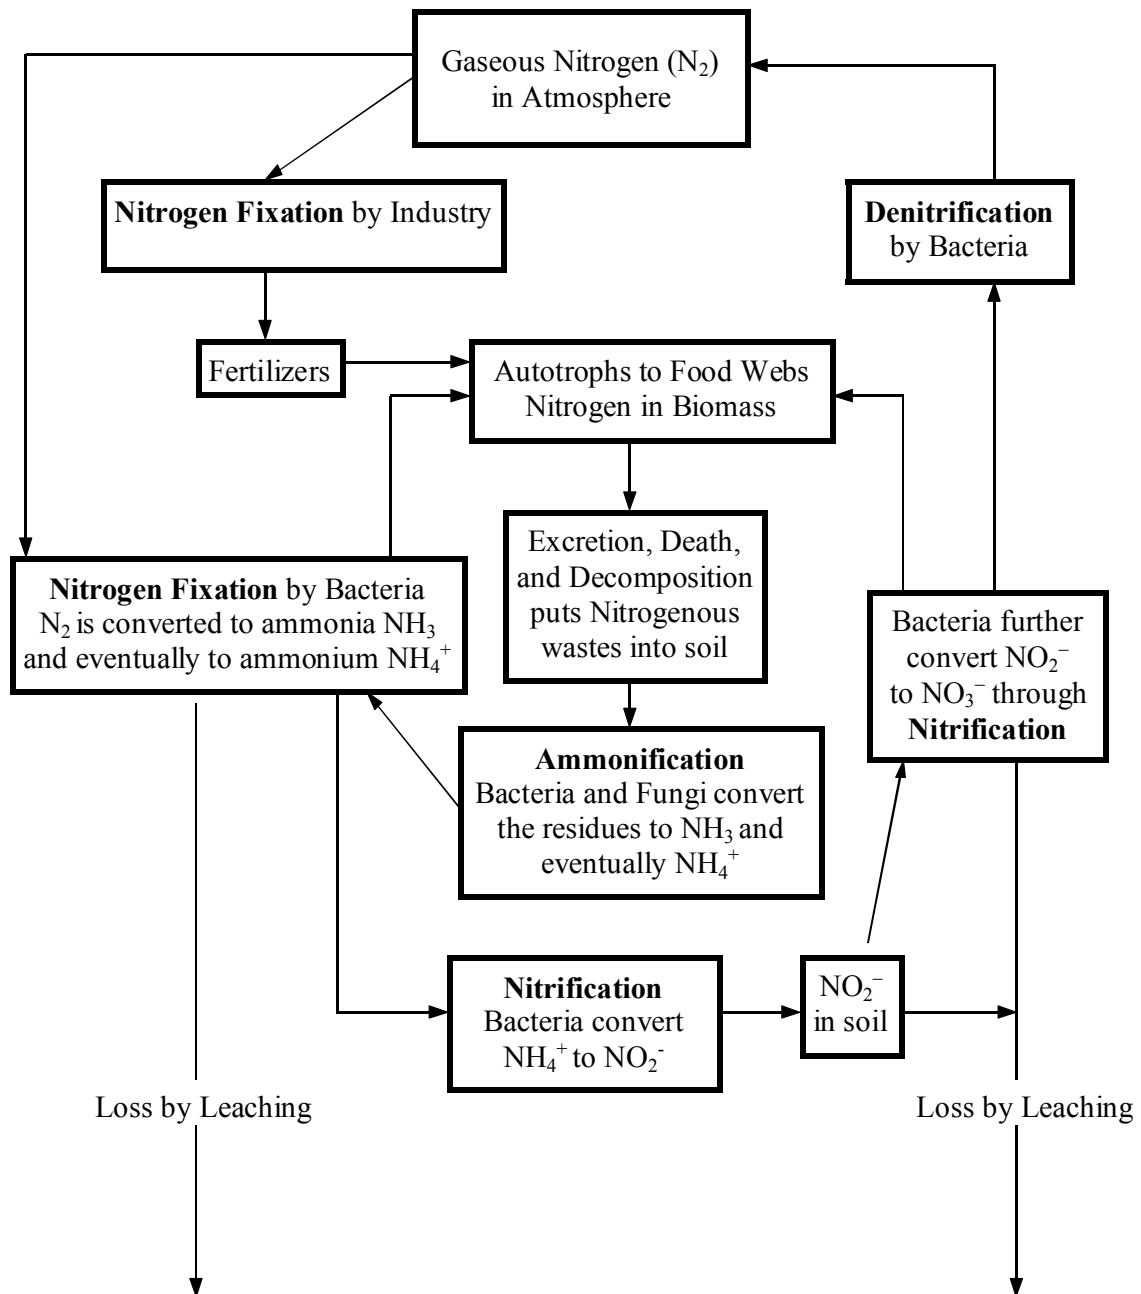 Gaseous Nitrogen (N₂)
in Atmosphere
Nitrogen Fixation by Industry
Denitrification
by Bacteria
Fertilizers
Autotrophs to Food Webs
Nitrogen in Biomass
Excretion, Death,
and Decomposition
puts Nitrogenous
wastes into soil
Nitrogen Fixation by Bacteria
N₂ is converted to ammonia NH₃
and eventually to ammonium NH₄⁺
Bacteria further
convert NO₂⁻
to NO₃⁻ through
Nitrification
Ammonification
Bacteria and Fungi convert
the residues to NH₃ and
eventually NH₄⁺
Nitrification
Bacteria convert
NH₄⁺ to NO₂⁻
NO₂⁻
in soil
Loss by Leaching
Loss by Leaching